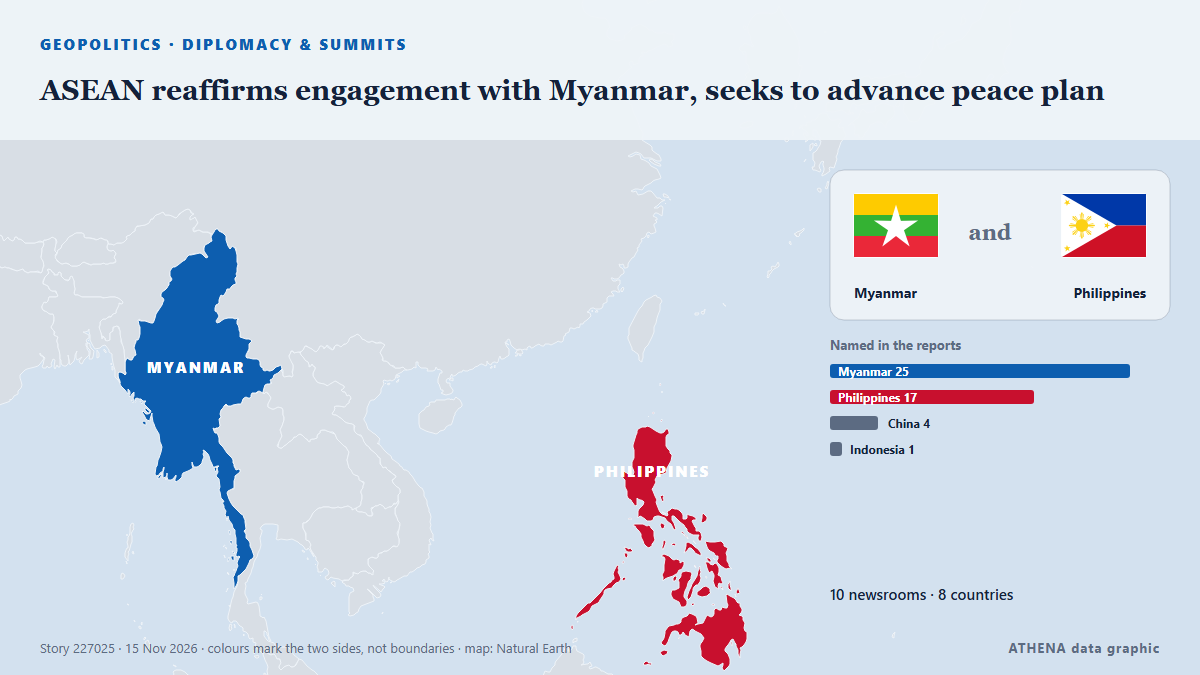 GEOPOLITICS · DIPLOMACY & SUMMITS
ASEAN reaffirms engagement with Myanmar, seeks to advance peace plan
and
Myanmar
Philippines
Named in the reports
Myanmar 25
Philippines 17
China 4
Indonesia 1
MYANMAR
PHILIPPINES
10 newsrooms · 8 countries
Story 227025 · 15 Nov 2026 · colours mark the two sides, not boundaries · map: Natural Earth
ATHENA data graphic